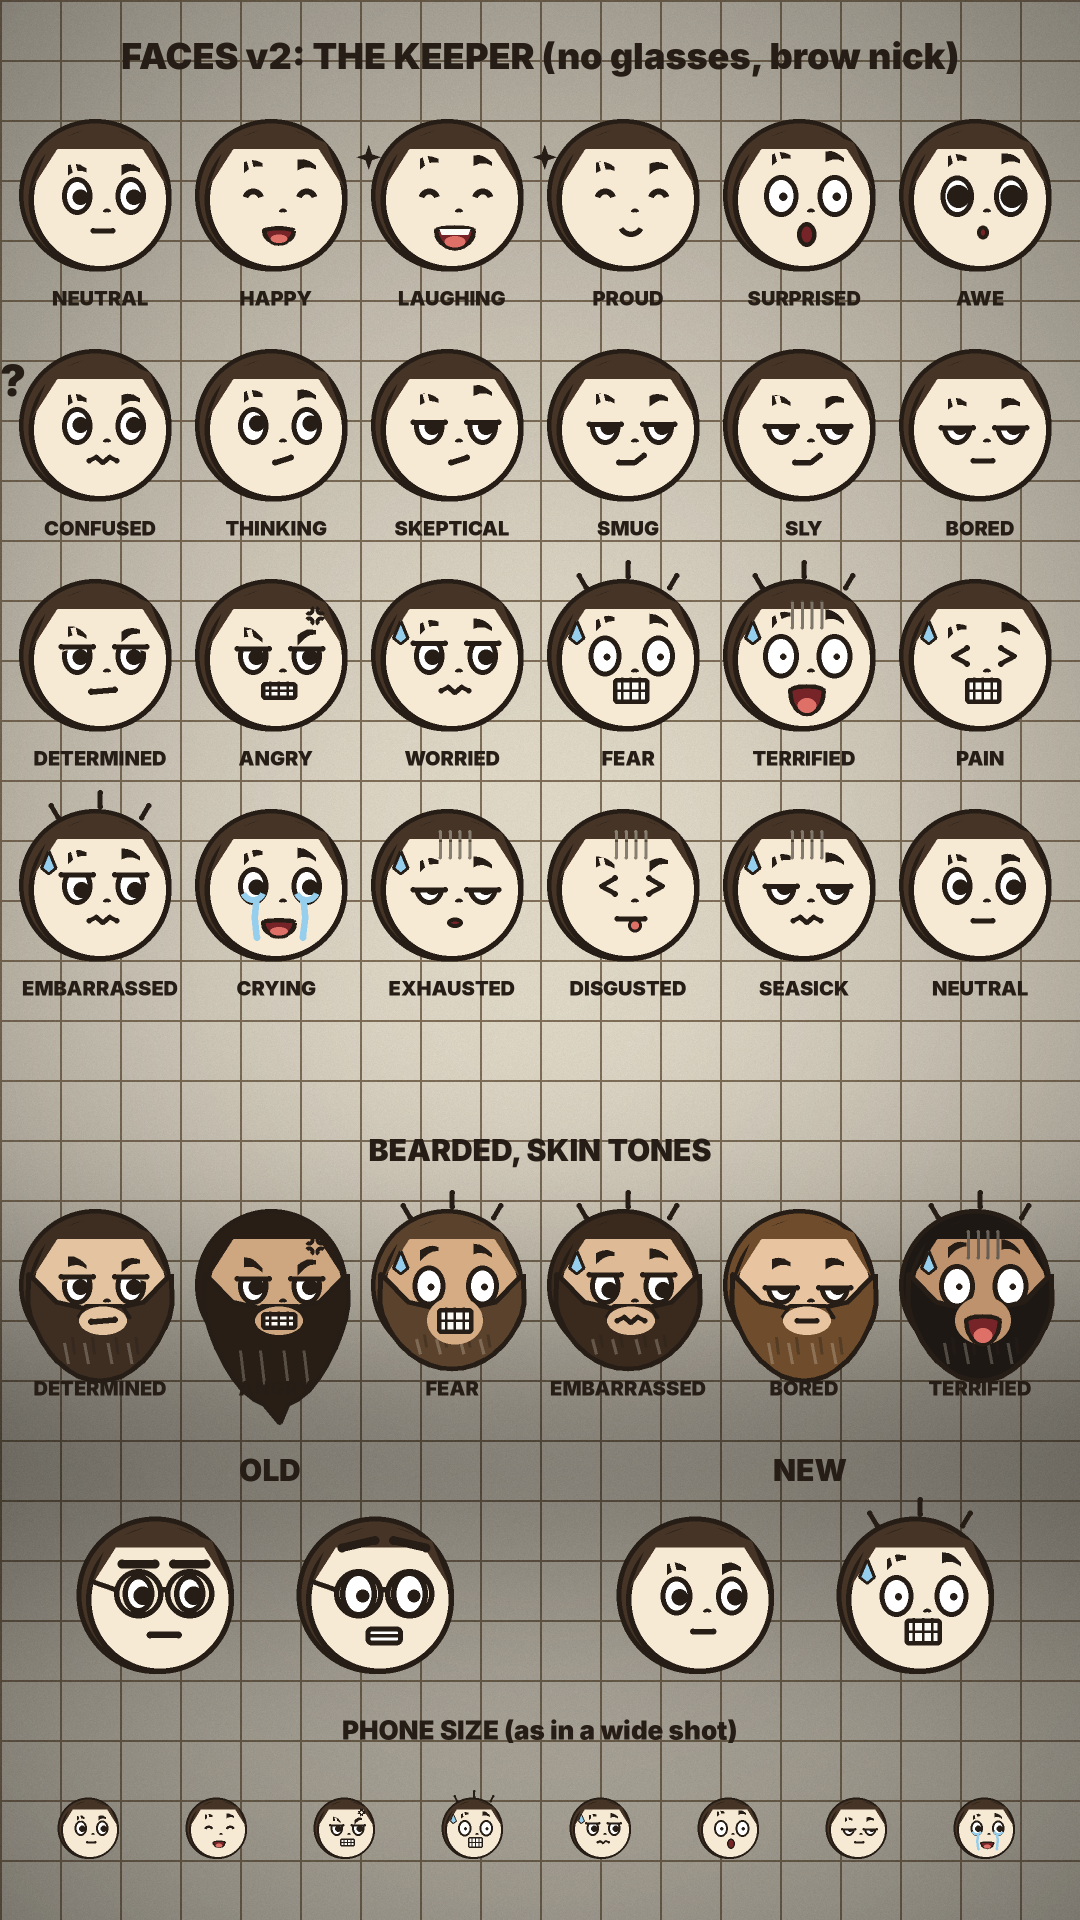 FACES v2: THE KEEPER (no glasses, brow nick)
NEUTRAL HAPPY LAUGHING PROUD SURPRISED AWE
?
CONFUSED THINKING SKEPTICAL SMUG SLY BORED
DETERMINED ANGRY WORRIED FEAR TERRIFIED PAIN
EMBARRASSED CRYING EXHAUSTED DISGUSTED SEASICK NEUTRAL
BEARDED, SKIN TONES
DETERMINED FEAR EMBARRASSED BORED TERRIFIED
OLD NEW
PHONE SIZE (as in a wide shot)